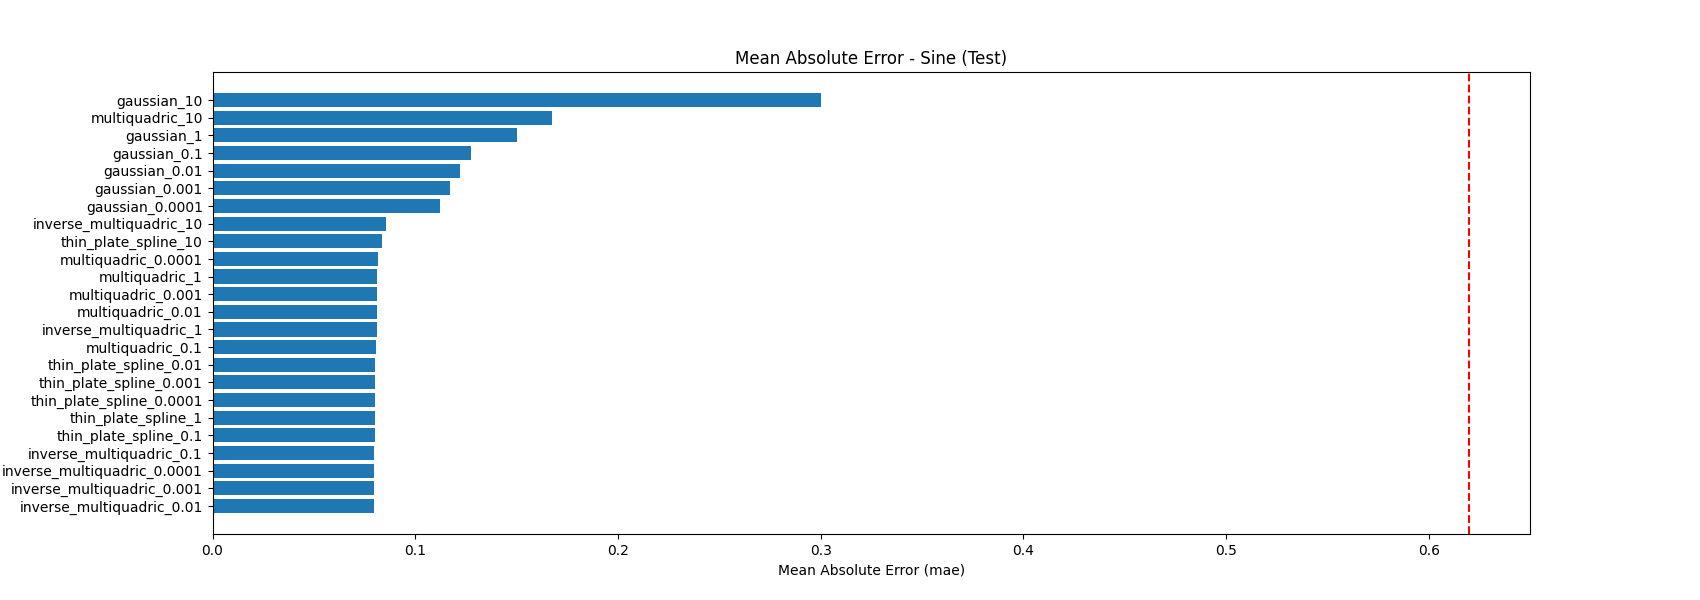 Mean Absolute Error - Sine (Test)
gaussian_10
multiquadric_10
gaussian_1
gaussian_0.1
gaussian_0.01
gaussian_0.001
gaussian_0.0001
inverse_multiquadric_10
thin_plate_spline_10
multiquadric_0.0001
multiquadric_1
multiquadric_0.001
multiquadric_0.01
inverse_multiquadric_1
multiquadric_0.1
thin_plate_spline_0.01
thin_plate_spline_0.001
thin_plate_spline_0.0001
thin_plate_spline_1
thin_plate_spline_0.1
inverse_multiquadric_0.1
inverse_multiquadric_0.0001
inverse_multiquadric_0.001
inverse_multiquadric_0.01
0.0 0.1 0.2 0.3 0.4 0.5 0.6
Mean Absolute Error (mae)